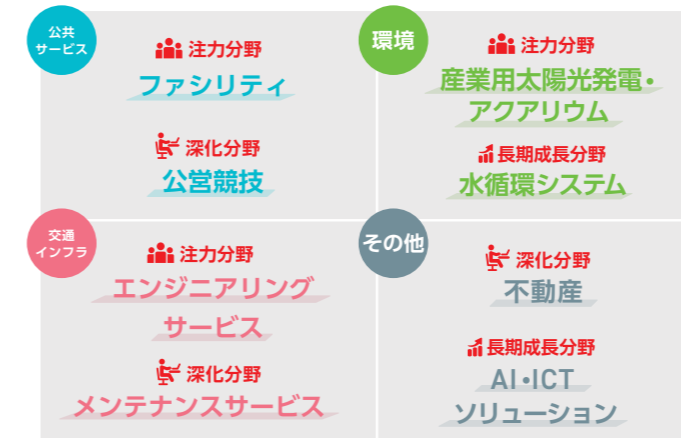 公共
サービス
注力分野
ファシリティ
深化分野
公営競技
環境
注力分野
産業用太陽光発電・
アクアリウム
長期成長分野
水循環システム
交通
インフラ
注力分野
エンジニアリング
サービス
深化分野
メンテナンスサービス
その他
深化分野
不動産
長期成長分野
AI・ICT
ソリューション